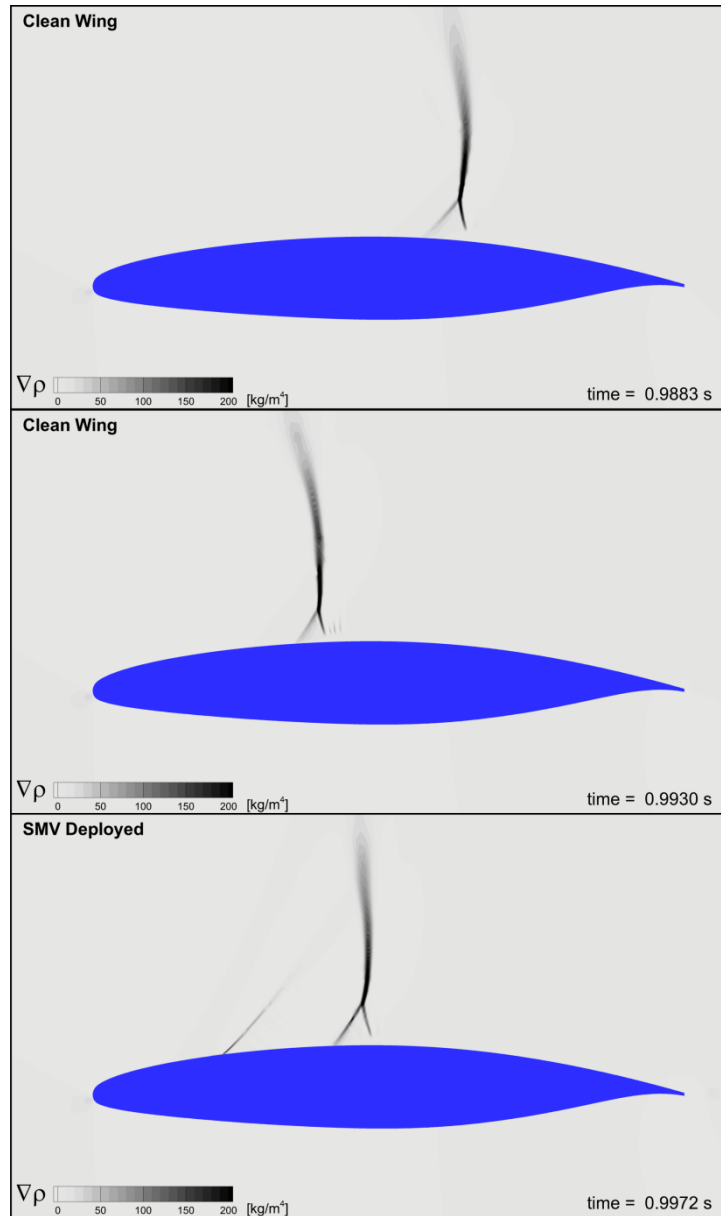 Clean Wing
∇ρ
0 50 100 150 200 [kg/m⁴]
time = 0.9883 s
Clean Wing
∇ρ
0 50 100 150 200 [kg/m⁴]
time = 0.9930 s
SMV Deployed
∇ρ
0 50 100 150 200 [kg/m⁴]
time = 0.9972 s